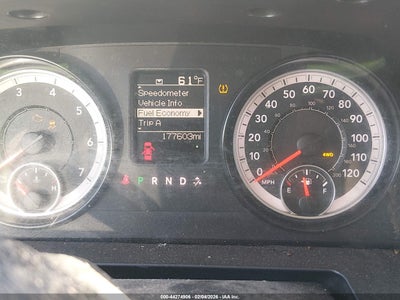 61°F
Speedometer
Vehicle Info
Fuel Economy
Trip A
177603mi
P R N D
3 4 5 6 7
H
0 10 20 30 40 50 60 70 80 90 100 110 120
MPH
4WD
E F
000-44274906 - 02/04/2026 - IAA Inc.